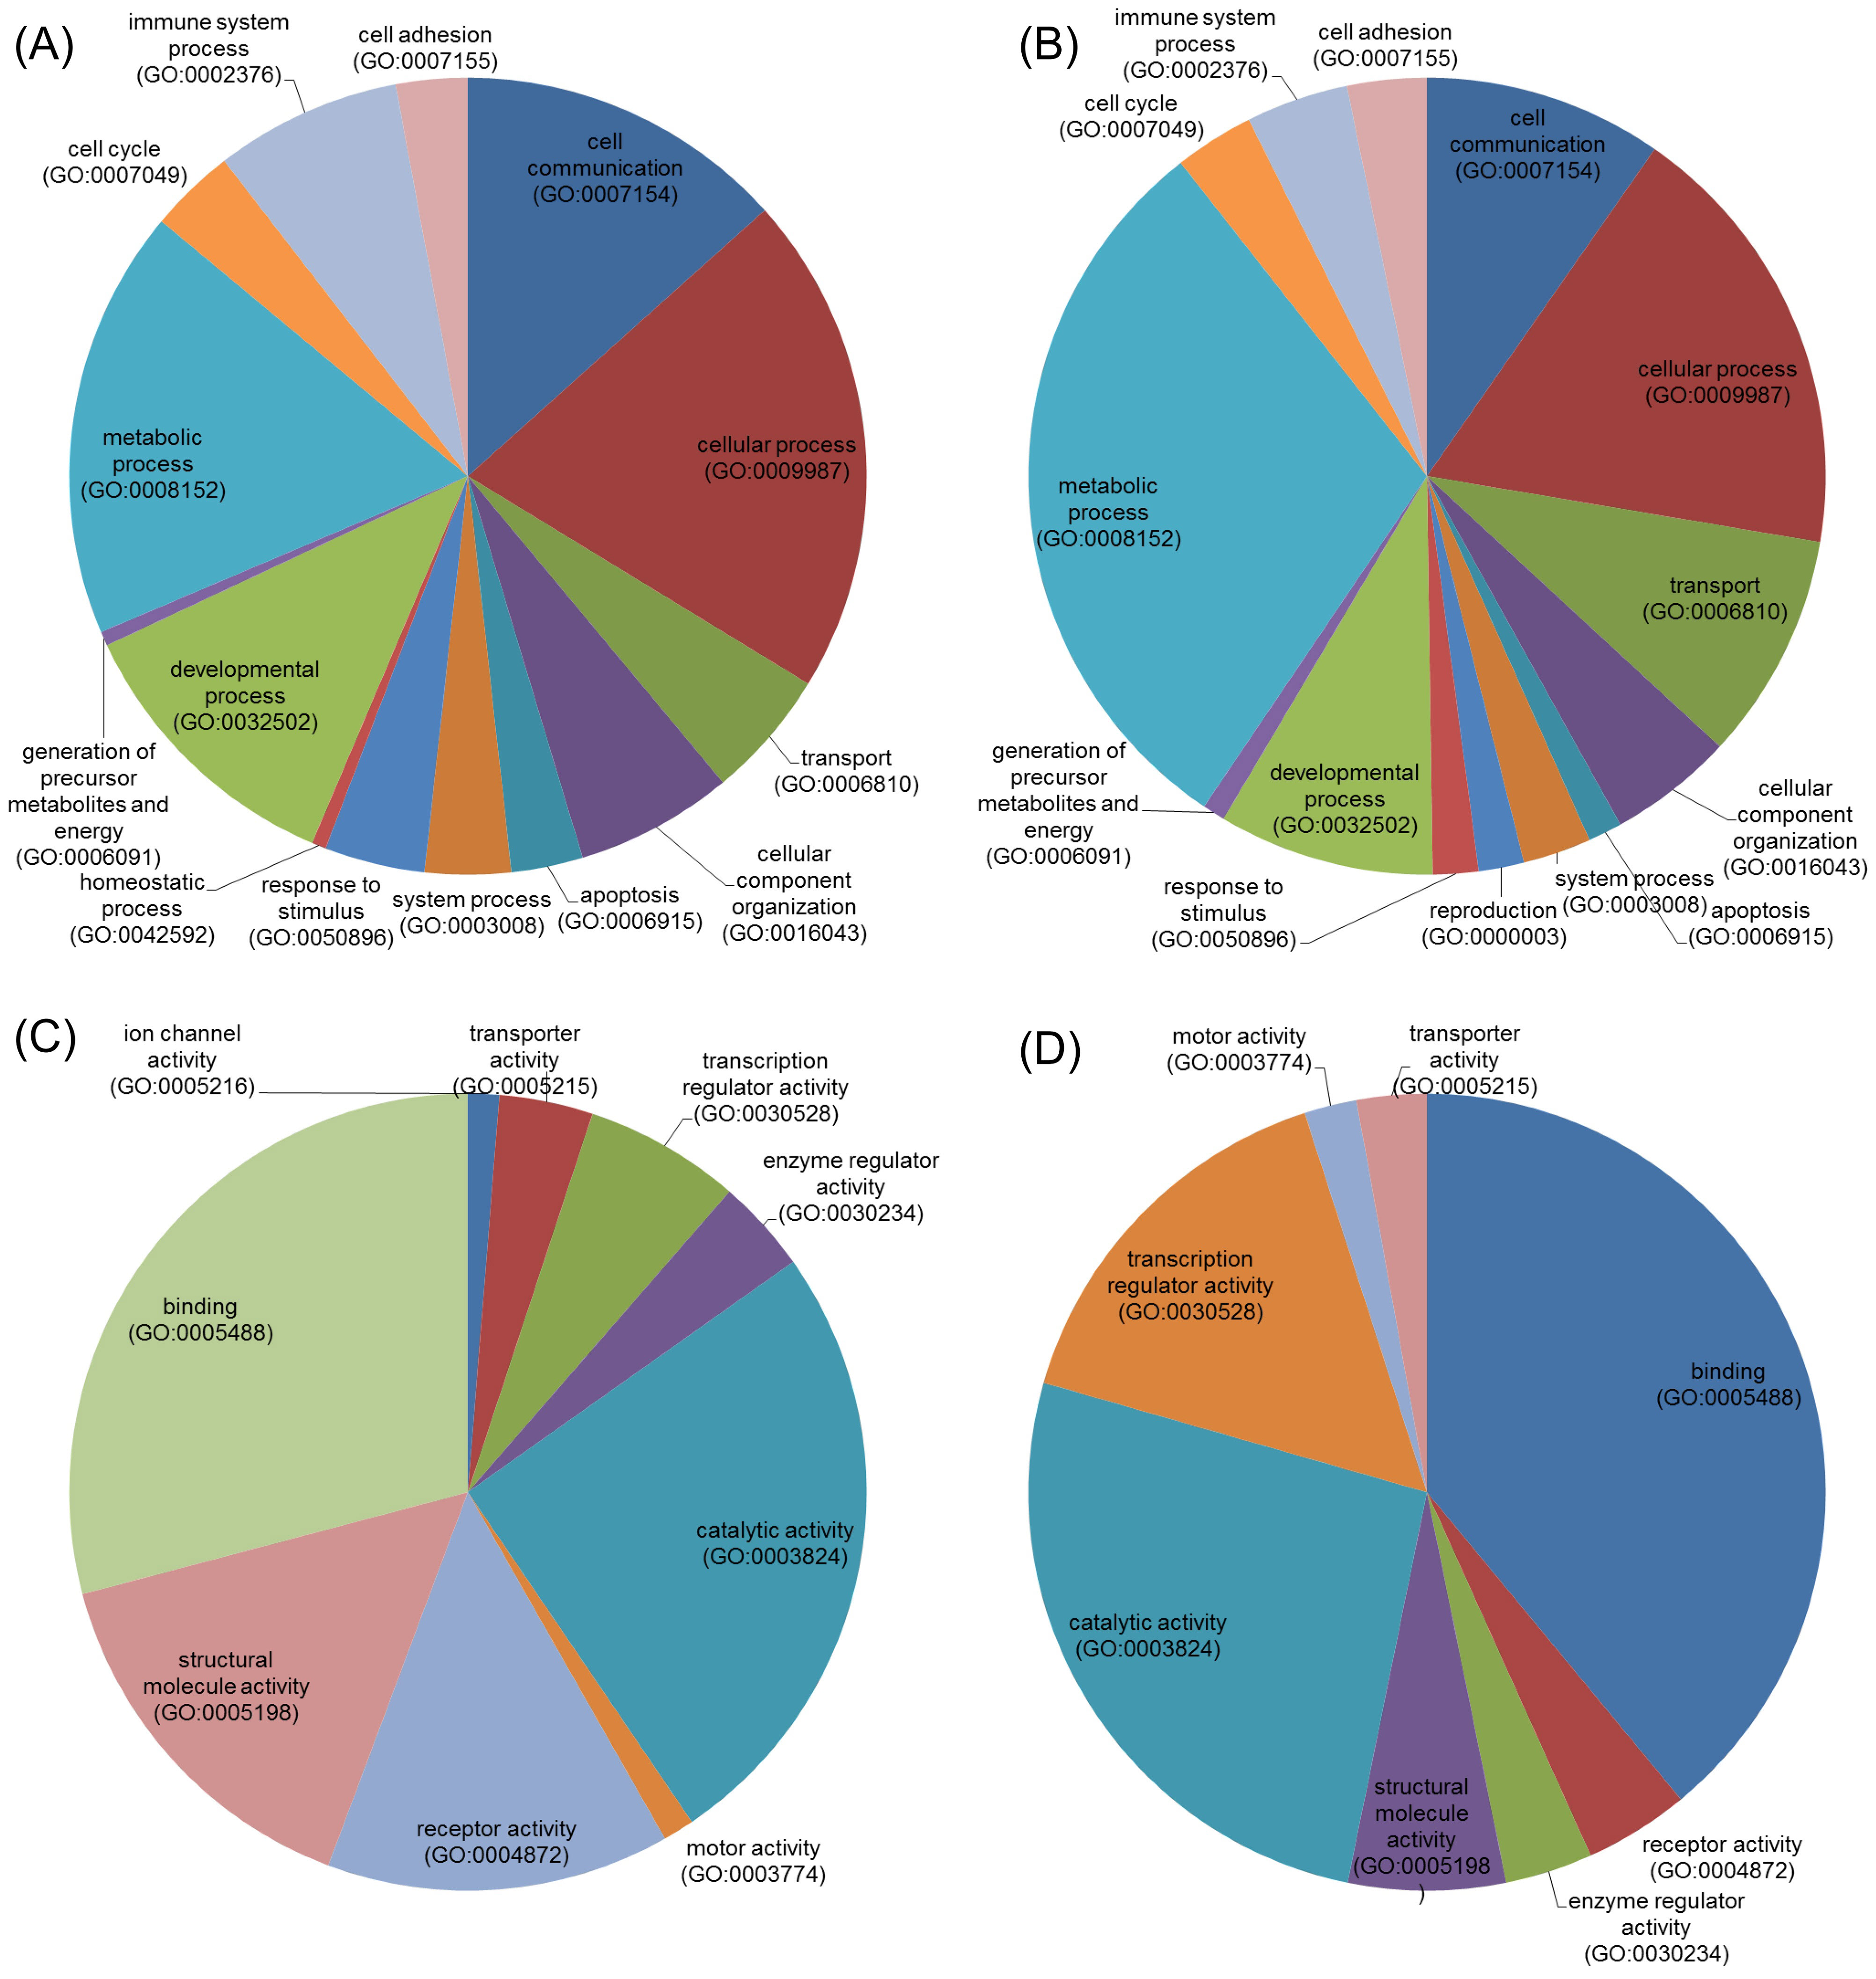 (A)
immune system
process
(GO:0002376)
cell adhesion
(GO:0007155)
cell
communication
(GO:0007154)
cell cycle
(GO:0007049)
cellular process
(GO:0009987)
metabolic
process
(GO:0008152)
developmental
process
(GO:0032502)
transport
(GO:0006810)
generation of
precursor
metabolites and
energy
(GO:0006091)
homeostatic
process
(GO:0042592)
response to
stimulus
(GO:0050896)
system process
(GO:0003008)
apoptosis
(GO:0006915)
cellular
component
organization
(GO:0016043)
(B)
immune system
process
(GO:0002376)
cell adhesion
(GO:0007155)
cell cycle
(GO:0007049)
cell
communication
(GO:0007154)
cellular process
(GO:0009987)
metabolic
process
(GO:0008152)
transport
(GO:0006810)
generation of
precursor
metabolites and
energy
(GO:0006091)
developmental
process
(GO:0032502)
cellular
component
organization
(GO:0016043)
response to
stimulus
(GO:0050896)
reproduction
(GO:0000003)
system process
(GO:0003008)
apoptosis
(GO:0006915)
(C)
ion channel
activity
(GO:0005216)
transporter
activity
(GO:0005215)
transcription
regulator activity
(GO:0030528)
enzyme regulator
activity
(GO:0030234)
binding
(GO:0005488)
catalytic activity
(GO:0003824)
structural
molecule activity
(GO:0005198)
receptor activity
(GO:0004872)
motor activity
(GO:0003774)
(D)
motor activity
(GO:0003774)
transporter
activity
(GO:0005215)
transcription
regulator activity
(GO:0030528)
binding
(GO:0005488)
catalytic activity
(GO:0003824)
structural
molecule
activity
(GO:0005198
)
receptor activity
(GO:0004872)
enzyme regulator
activity
(GO:0030234)